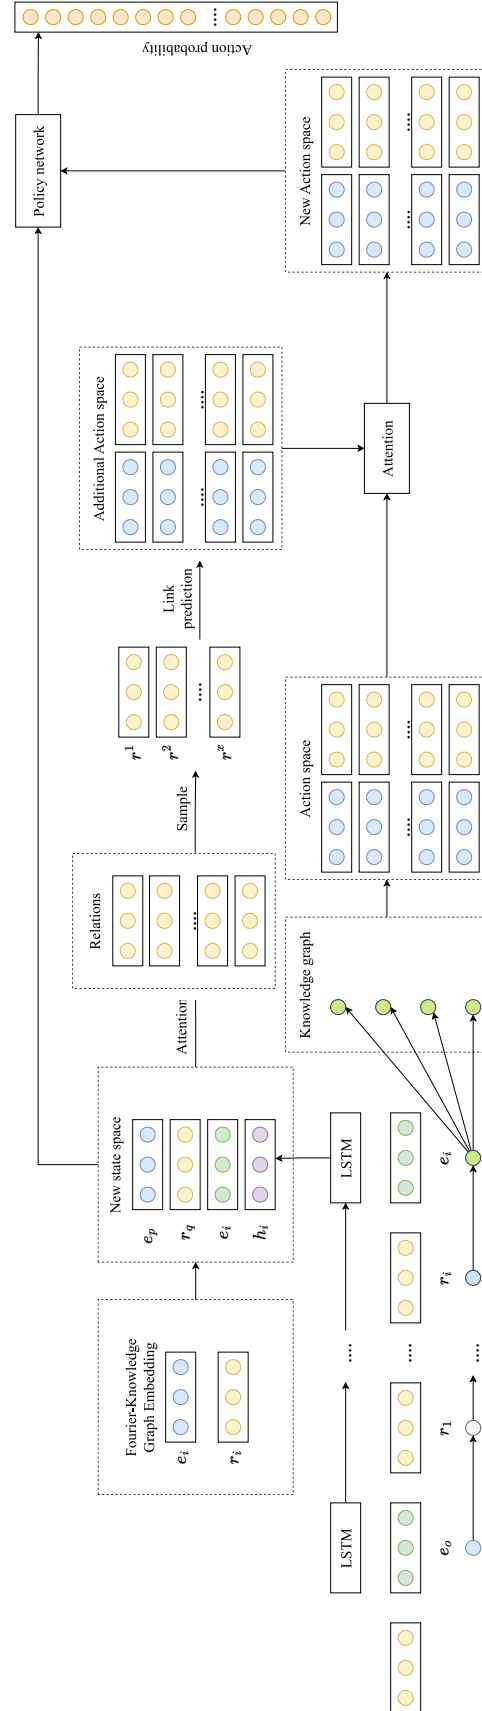 Fourier-Knowledge
Graph Embedding
e_i
r_i
New state space
e_p
r_q
e_i
h_i
Attention
Relations
....
Sample
r^1
r^2
....
r^x
Link
prediction
Additional Action space
....
Policy network
Action probability
....
LSTM
....
LSTM
....
e_o
r_1
....
r_i
e_i
Knowledge graph
Action space
....
Attention
New Action space
....